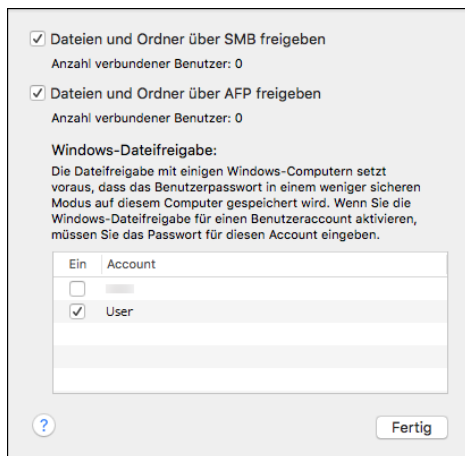 Dateien und Ordner über SMB freigeben
Anzahl verbundener Benutzer: 0
Dateien und Ordner über AFP freigeben
Anzahl verbundener Benutzer: 0
Windows-Dateifreigabe:
Die Dateifreigabe mit einigen Windows-Computern setzt
voraus, dass das Benutzerpasswort in einem weniger sicheren
Modus auf diesem Computer gespeichert wird. Wenn Sie die
Windows-Dateifreigabe für einen Benutzeraccount aktivieren,
müssen Sie das Passwort für diesen Account eingeben.
Ein Account
User
? Fertig